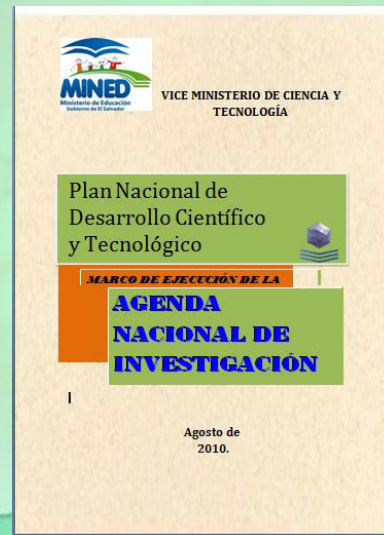 MINED
Ministerio de Educación
Gobierno de El Salvador
VICE MINISTERIO DE CIENCIA Y
TECNOLOGÍA
Plan Nacional de
Desarrollo Científico
y Tecnológico
MARCO DE EJECUCIÓN DE LA
AGENDA
NACIONAL DE
INVESTIGACIÓN
Agosto de
2010.